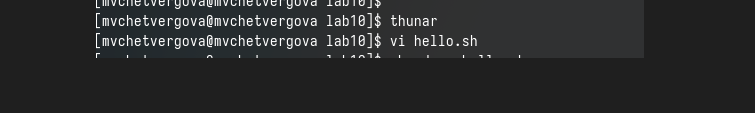 [mvchetvergova@mvchetvergova lab10]$
[mvchetvergova@mvchetvergova lab10]$ thunar
[mvchetvergova@mvchetvergova lab10]$ vi hello.sh